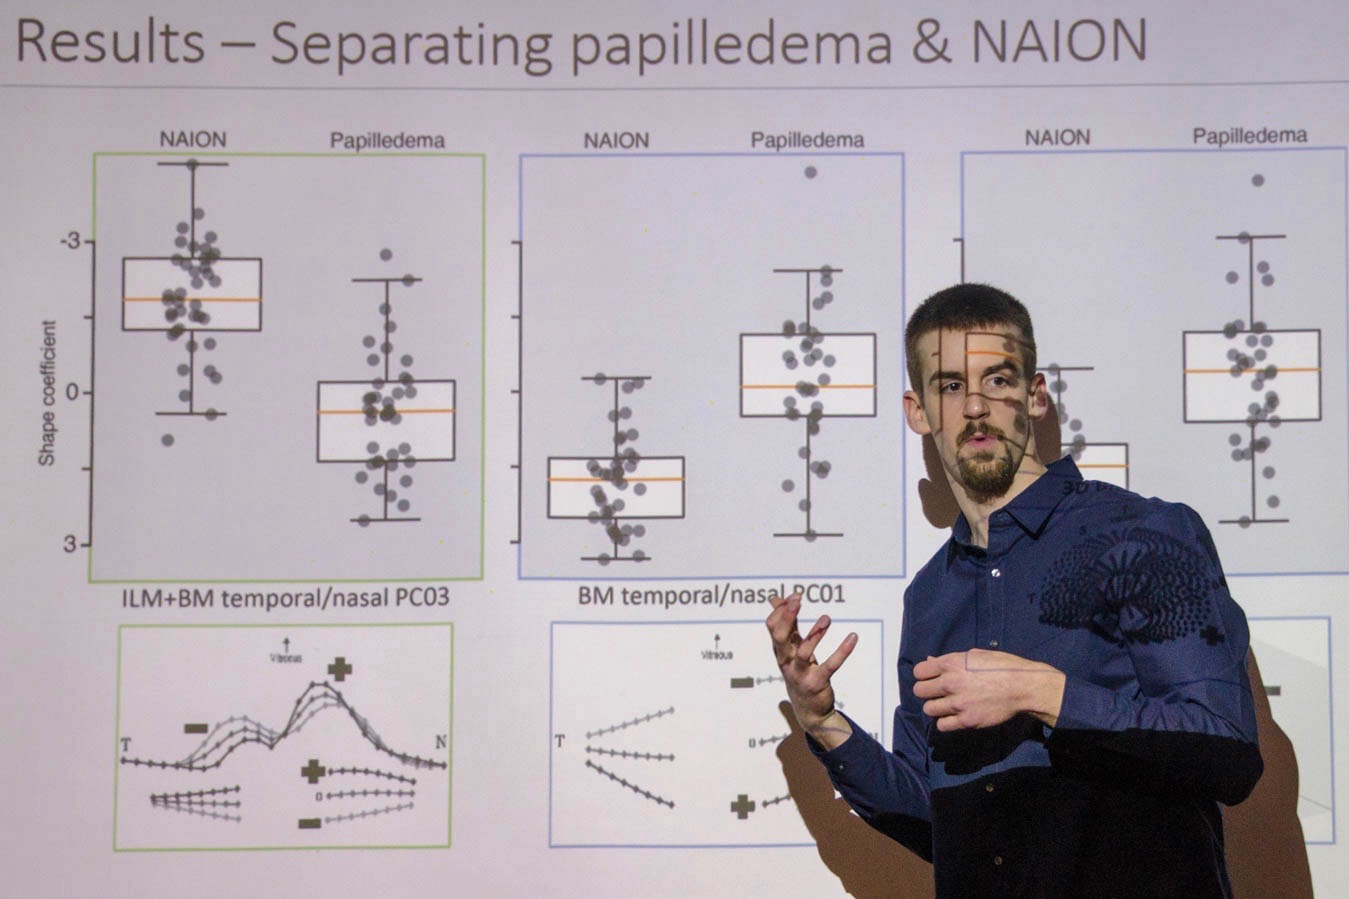 Results – Separating papilledema & NAION
NAION Papilledema
NAION Papilledema
NAION Papilledema
Shape coefficient
-3
0
3
ILM+BM temporal/nasal PC03
BM temporal/nasal PC01
3D
Vitreous
T
N
0
Vitreous
T
0
N